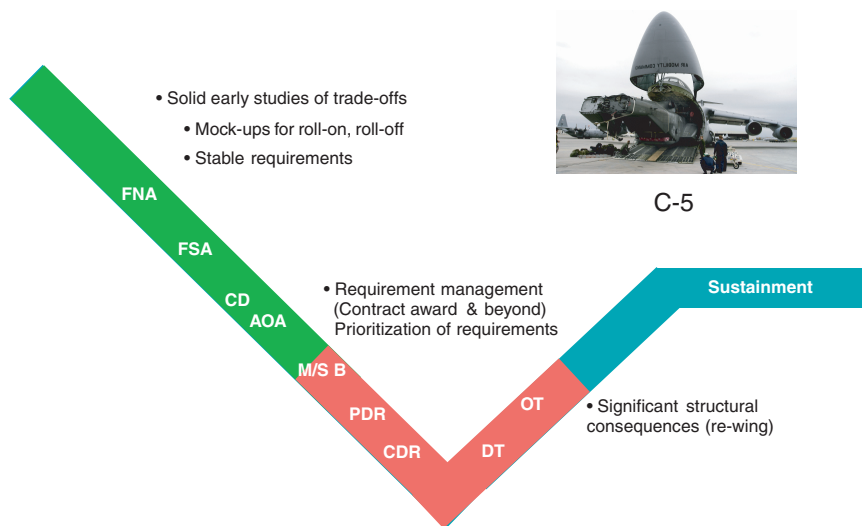 • Solid early studies of trade-offs
• Mock-ups for roll-on, roll-off
• Stable requirements
C-5
FNA
FSA
CD
AOA
• Requirement management
(Contract award & beyond)
Prioritization of requirements
Sustainment
M/S B
PDR
CDR
OT
DT
• Significant structural
consequences (re-wing)